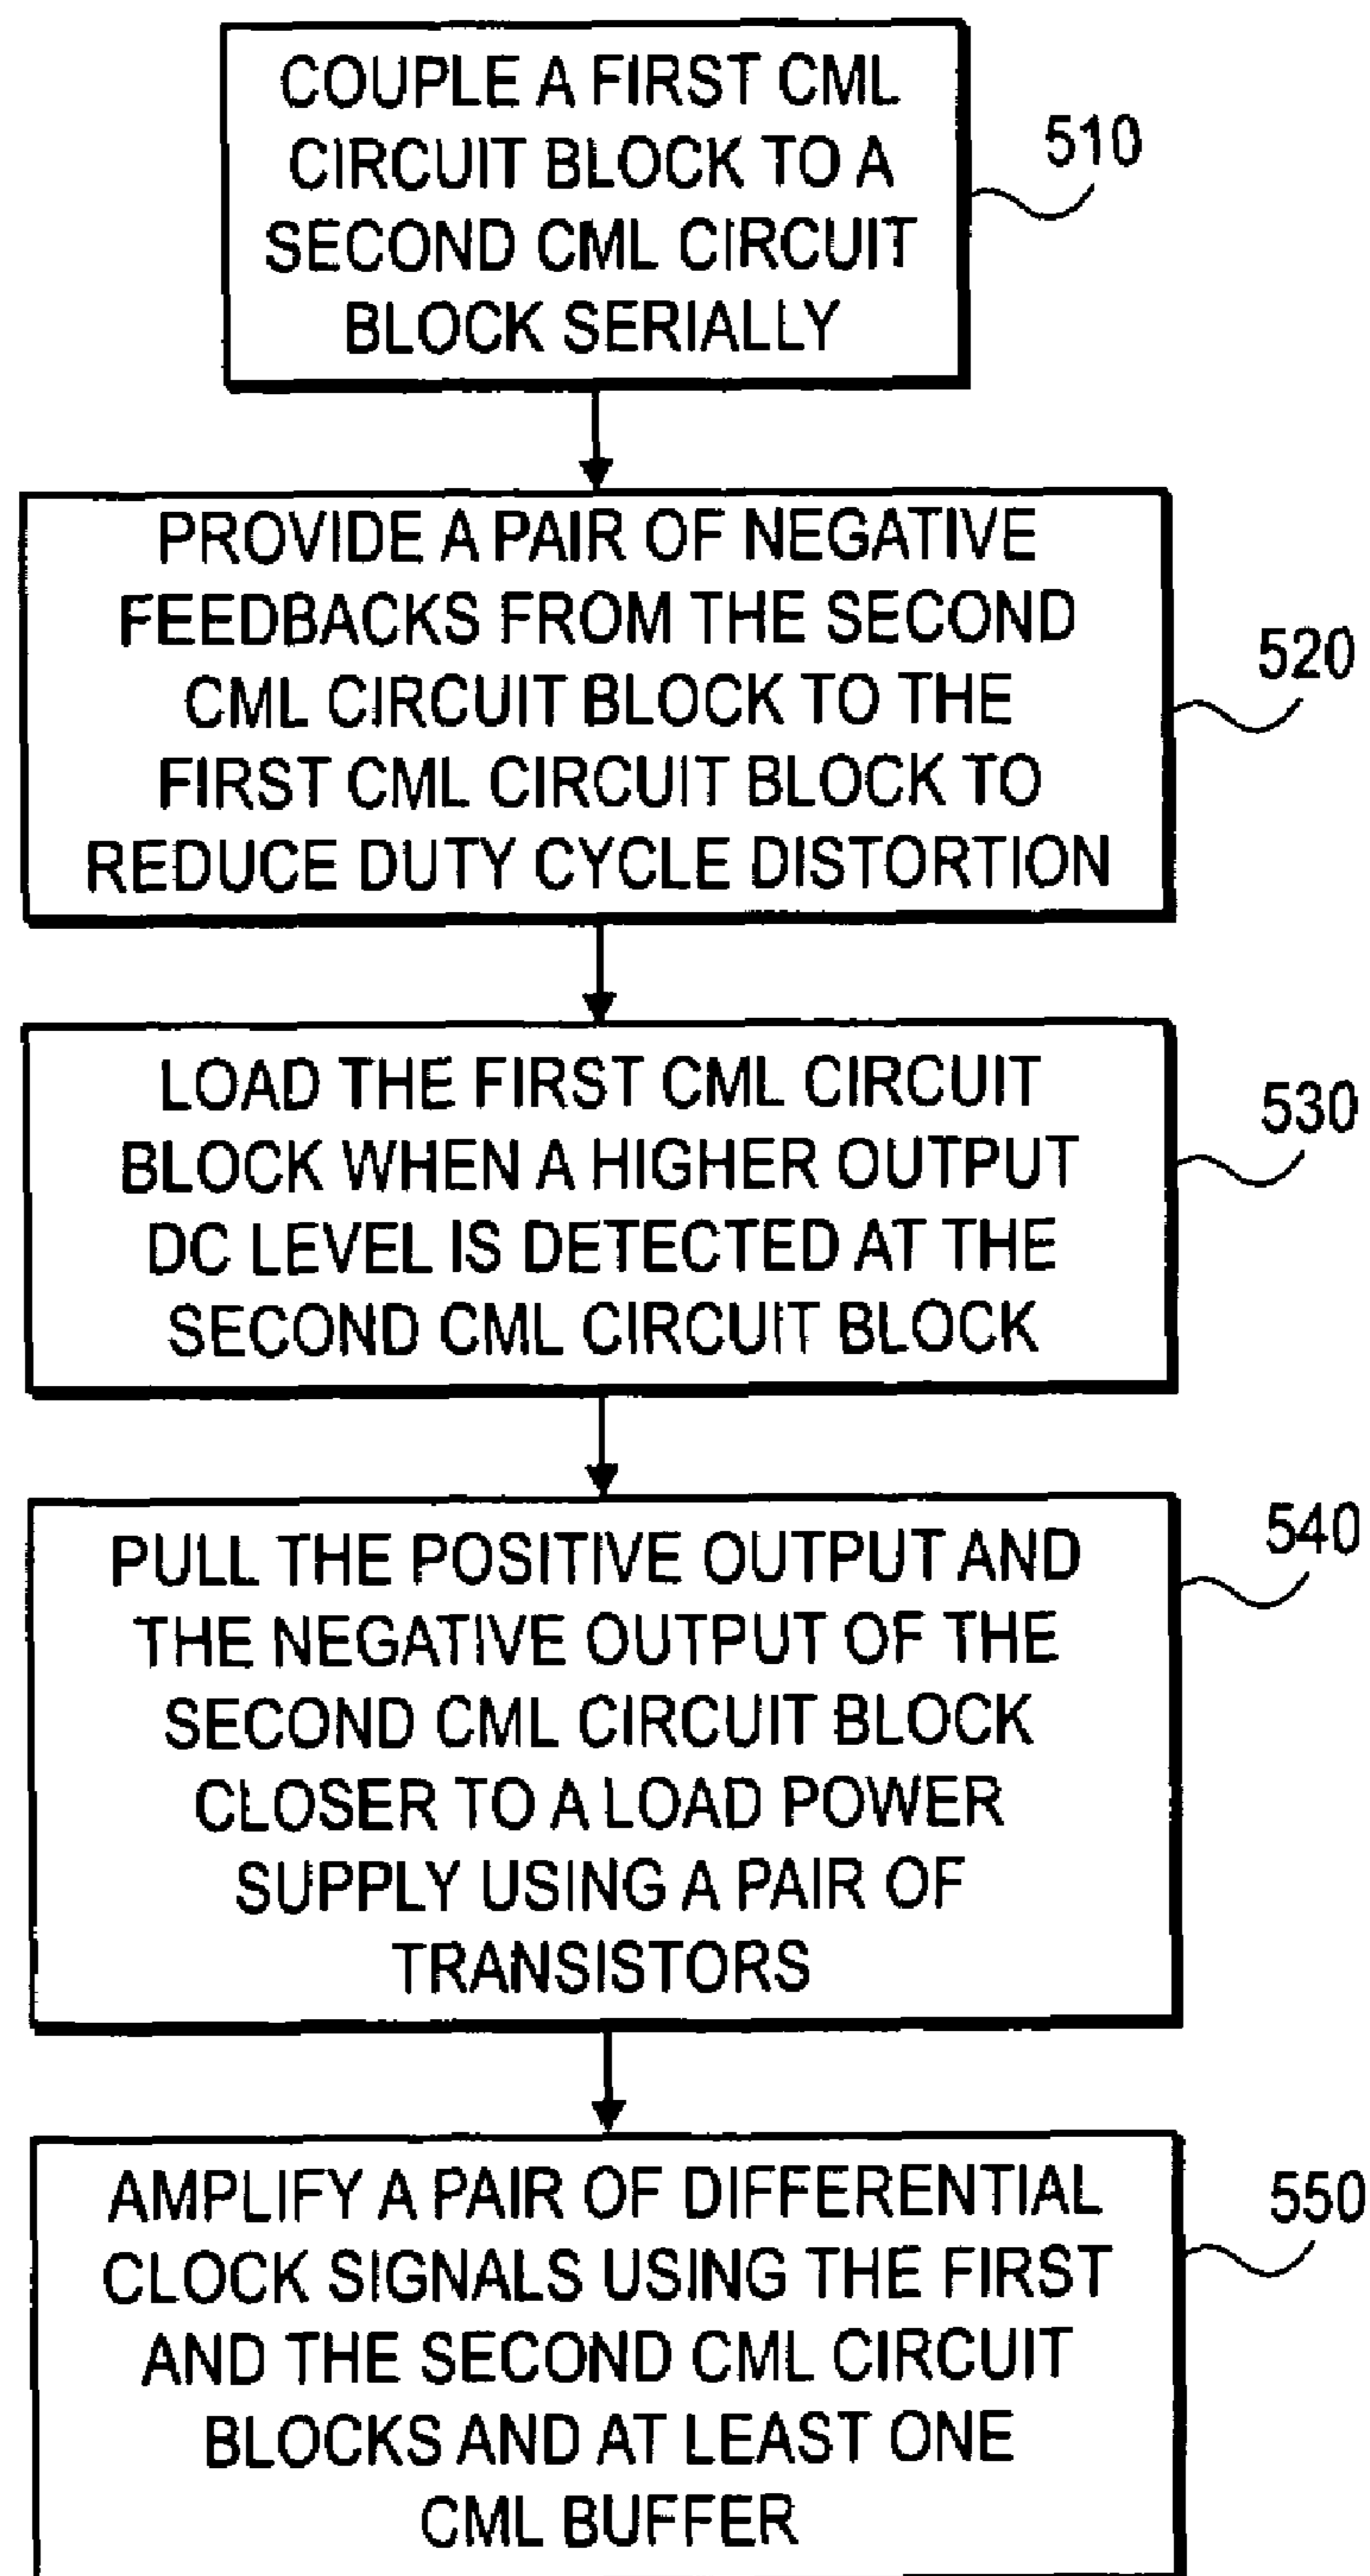 COUPLE A FIRST CML
CIRCUIT BLOCK TO A
SECOND CML CIRCUIT
BLOCK SERIALLY
510
PROVIDE A PAIR OF NEGATIVE
FEEDBACKS FROM THE SECOND
CML CIRCUIT BLOCK TO THE
FIRST CML CIRCUIT BLOCK TO
REDUCE DUTY CYCLE DISTORTION
520
LOAD THE FIRST CML CIRCUIT
BLOCK WHEN A HIGHER OUTPUT
DC LEVEL IS DETECTED AT THE
SECOND CML CIRCUIT BLOCK
530
PULL THE POSITIVE OUTPUT AND
THE NEGATIVE OUTPUT OF THE
SECOND CML CIRCUIT BLOCK
CLOSER TO A LOAD POWER
SUPPLY USING A PAIR OF
TRANSISTORS
540
AMPLIFY A PAIR OF DIFFERENTIAL
CLOCK SIGNALS USING THE FIRST
AND THE SECOND CML CIRCUIT
BLOCKS AND AT LEAST ONE
CML BUFFER
550